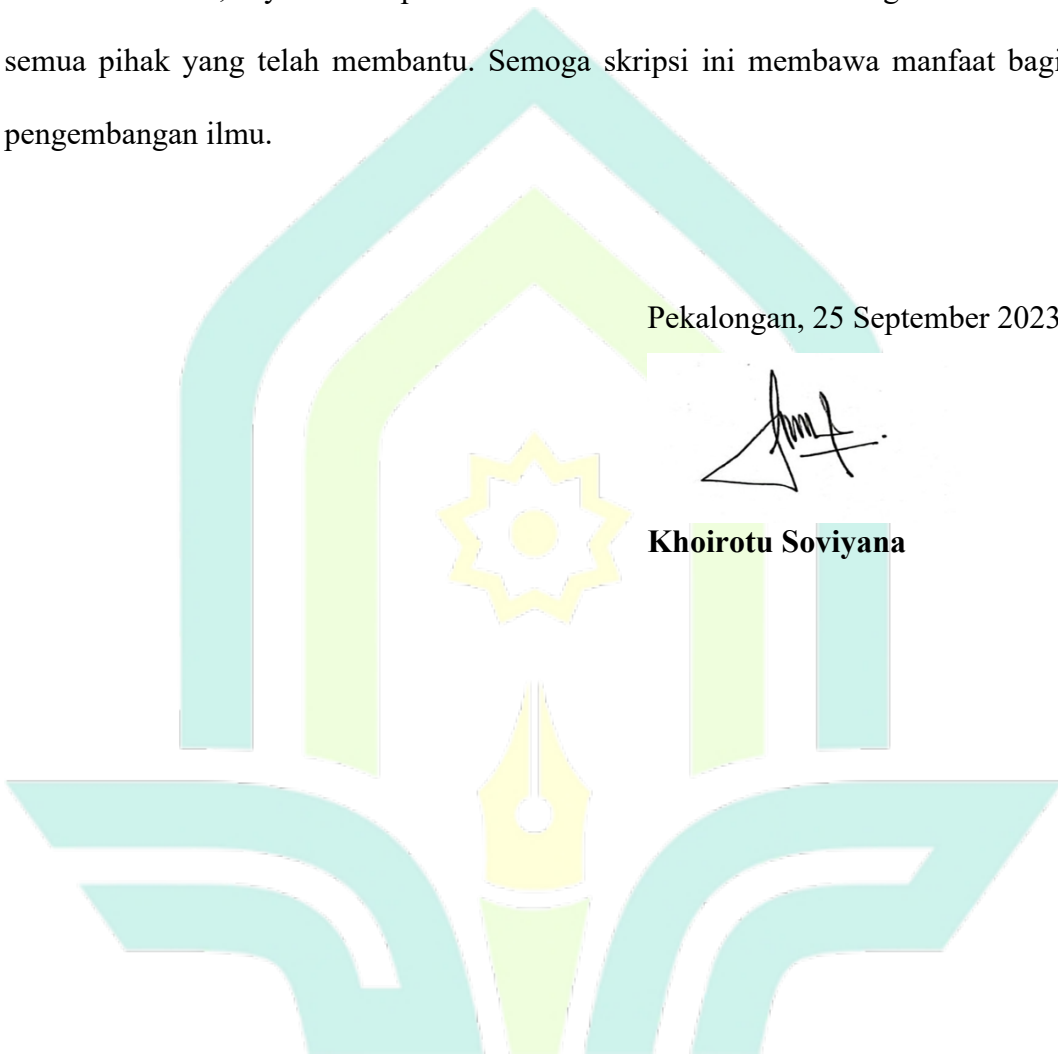 semua pihak yang telah membantu. Semoga skripsi ini membawa manfaat bagi
pengembangan ilmu.
Pekalongan, 25 September 2023
Khoirotu Soviyana